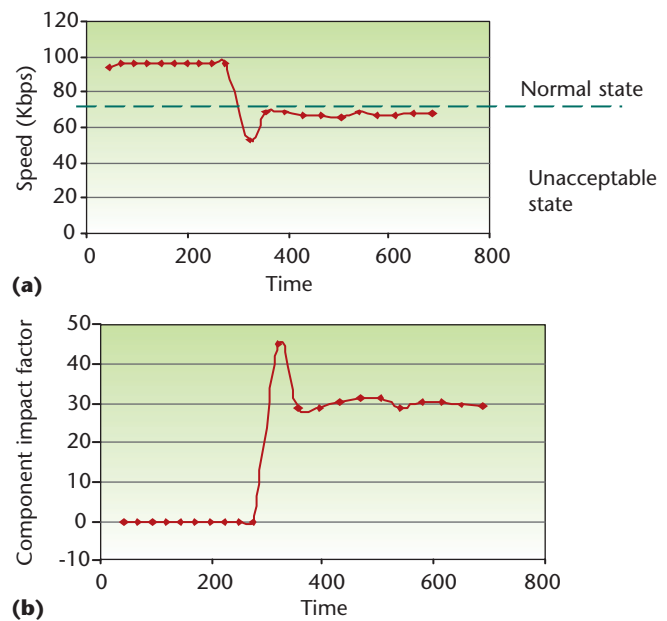 120
100
80
60
40
20
0
Speed (Kbps)
0 200 400 600 800
Time
Normal state
Unacceptable
state
(a)
50
40
30
20
10
0
-10
Component impact factor
0 200 400 600 800
Time
(b)